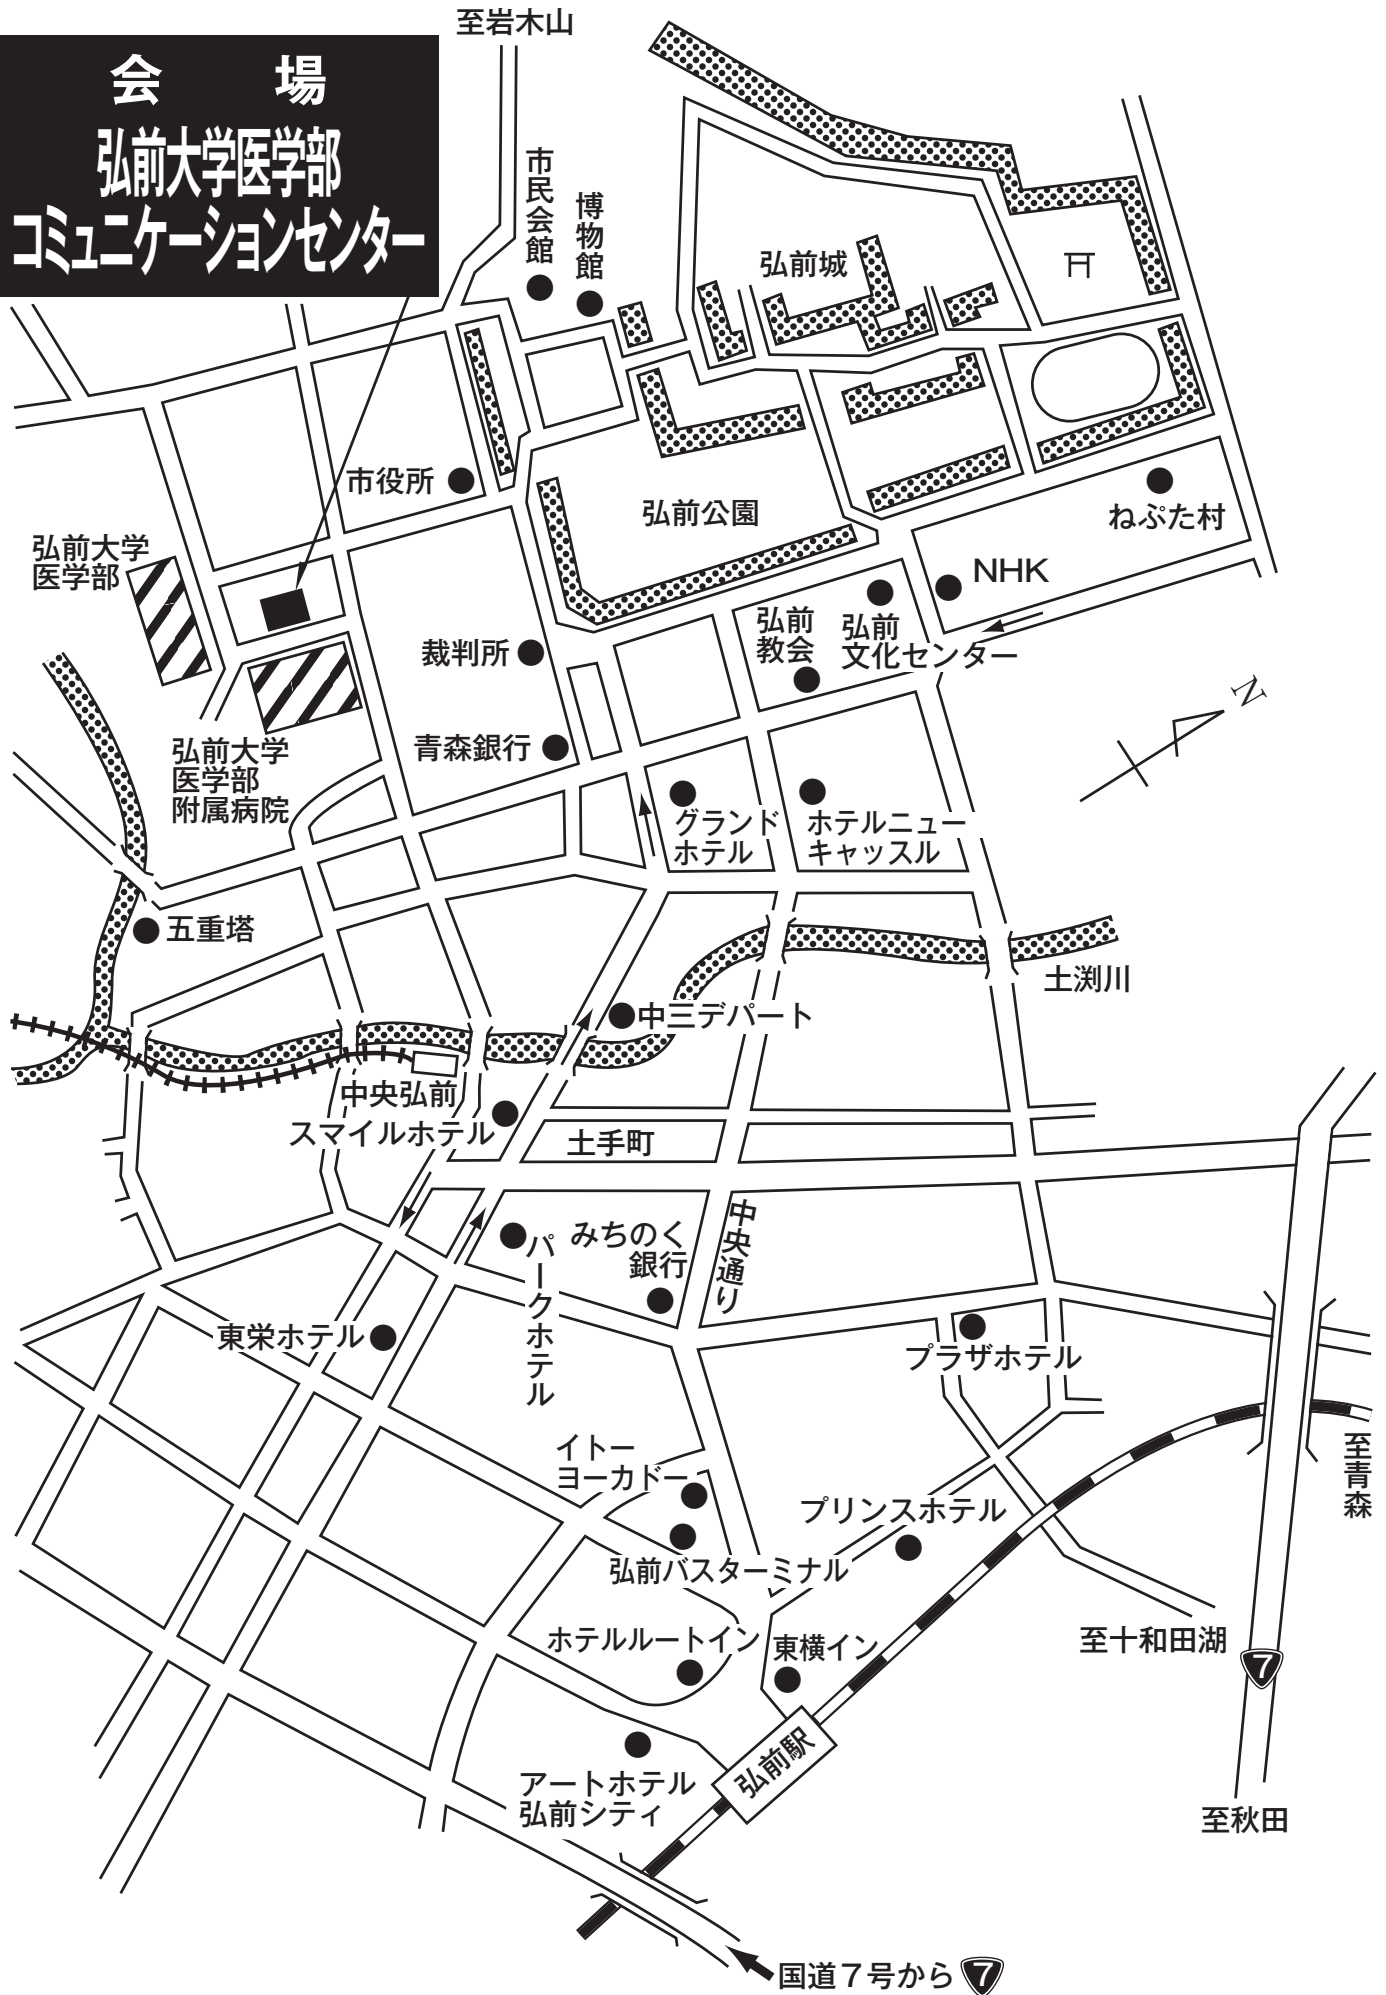 至岩木山
会場
弘前大学医学部
コミュニケーションセンター
市民会館
博物館
弘前城
市役所
弘前公園
ねぷた村
弘前大学
医学部
NHK
弘前
教会
弘前
文化センター
裁判所
N
弘前大学
医学部
附属病院
青森銀行
グランド
ホテル
ホテルニュー
キャッスル
五重塔
土渕川
中三デパート
中央弘前
スマイルホテル
土手町
パークホテル
みちのく
銀行
中央通り
東栄ホテル
プラザホテル
イトー
ヨーカドー
至青森
プリンスホテル
弘前バスターミナル
ホテルルートイン
東横イン
至十和田湖
7
弘前駅
アートホテル
弘前シティ
至秋田
国道７号から
7